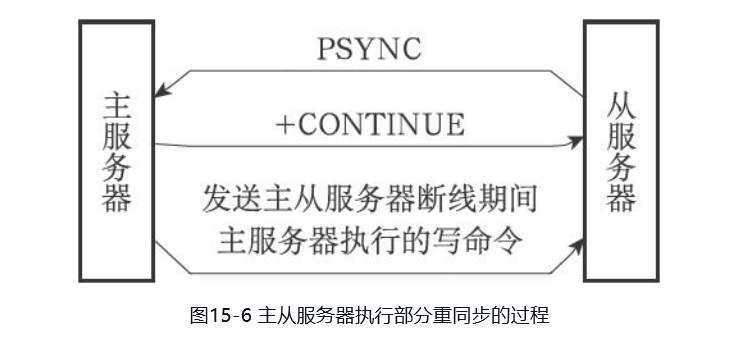 PSYNC
主服务器
+CONTINUE
从服务器
发送主从服务器断线期间
主服务器执行的写命令
图15-6 主从服务器执行部分重同步的过程